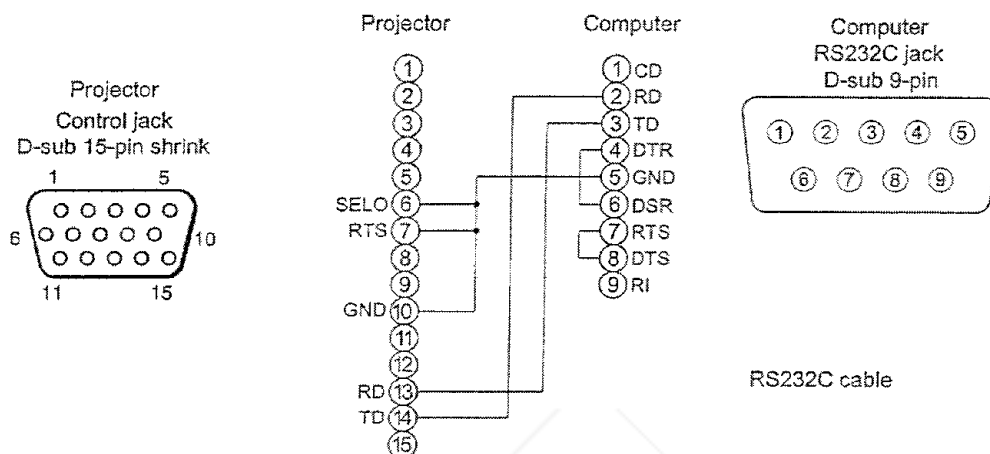 Projector
Control jack
D-sub 15-pin shrink
1 5
6 10
11 15
Projector
1
2
3
4
5
SELO 6
RTS 7
8
9
GND 10
11
12
RD 13
TD 14
15
Computer
1 CD
2 RD
3 TD
4 DTR
5 GND
6 DSR
7 RTS
8 DTS
9 RI
Computer
RS232C jack
D-sub 9-pin
1 2 3 4 5
6 7 8 9
RS232C cable